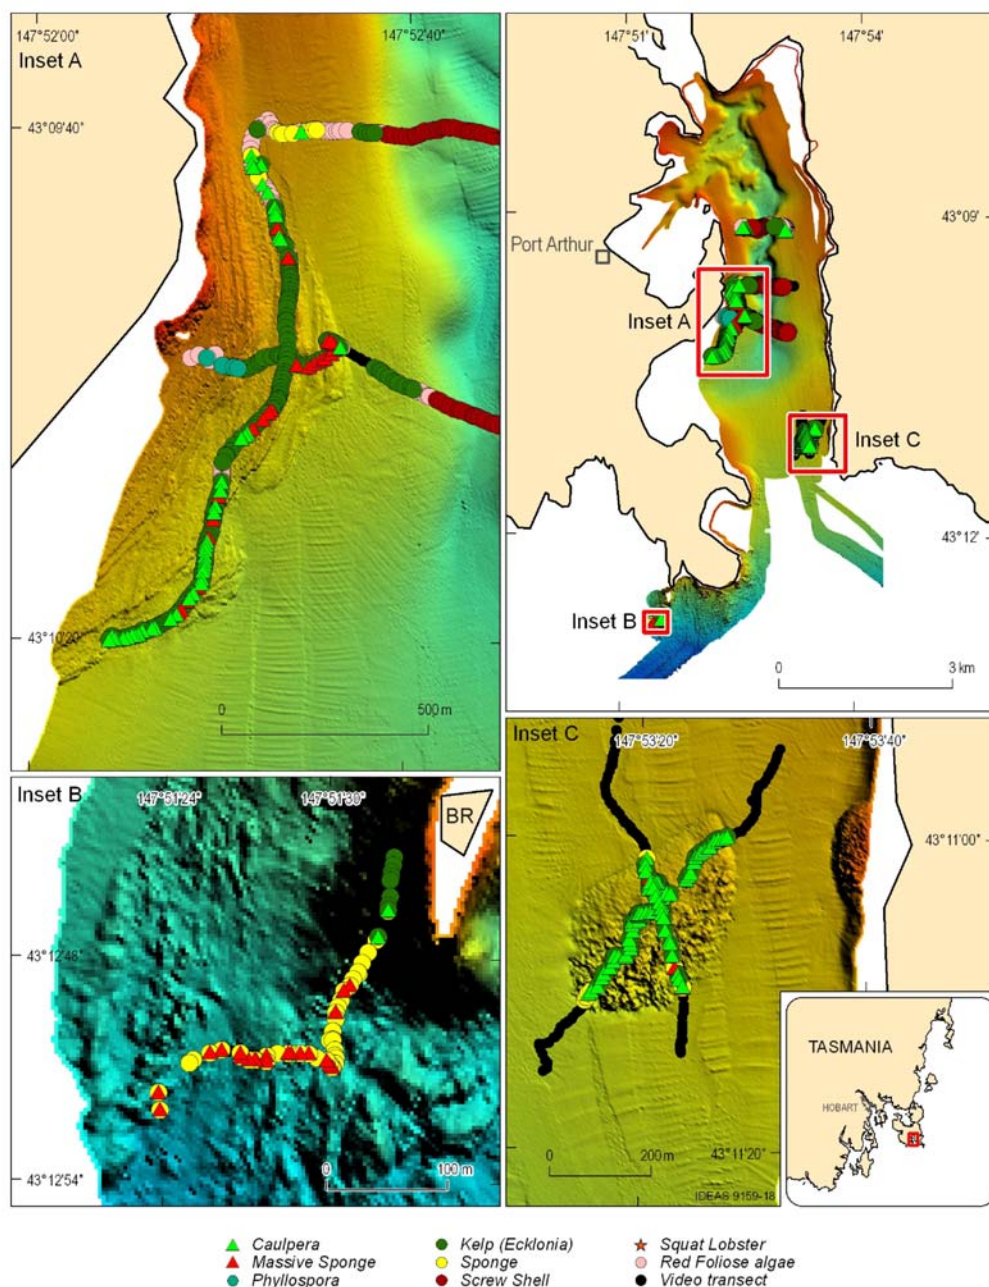 147°52'00"
147°52'40"
Inset A
43°09'40"
43°10'20"
0
500 m
147°51'
147°54'
43°09'
Port Arthur
Inset A
Inset C
43°12'
Inset B
0
3 km
Inset B
147°51'24"
147°51'30"
BR
43°12'48"
43°12'54"
0
100 m
Inset C
147°53'20"
147°53'40"
43°11'00"
43°11'20"
0
200 m
IDEAS 9159-18
TASMANIA
HOBART
Caulpera
Kelp (Ecklonia)
Squat Lobster
Massive Sponge
Sponge
Red Foliose algae
Phyllospora
Screw Shell
Video transect